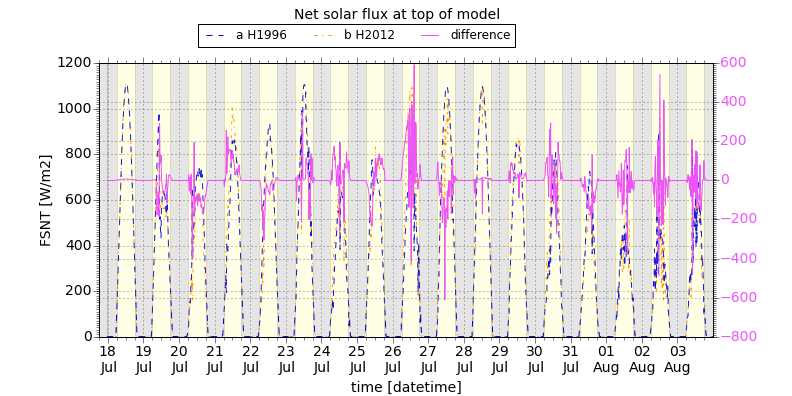 Net solar flux at top of model
a H1996 b H2012 difference
1200 600
1000 400
800 200
600 0
400 −200
200 −400
0 −600
−800
FSNT [W/m2]
18 19 20 21 22 23 24 25 26 27 28 29 30 31 01 02 03
Jul Jul Jul Jul Jul Jul Jul Jul Jul Jul Jul Jul Jul Jul Aug Aug Aug
time [datetime]